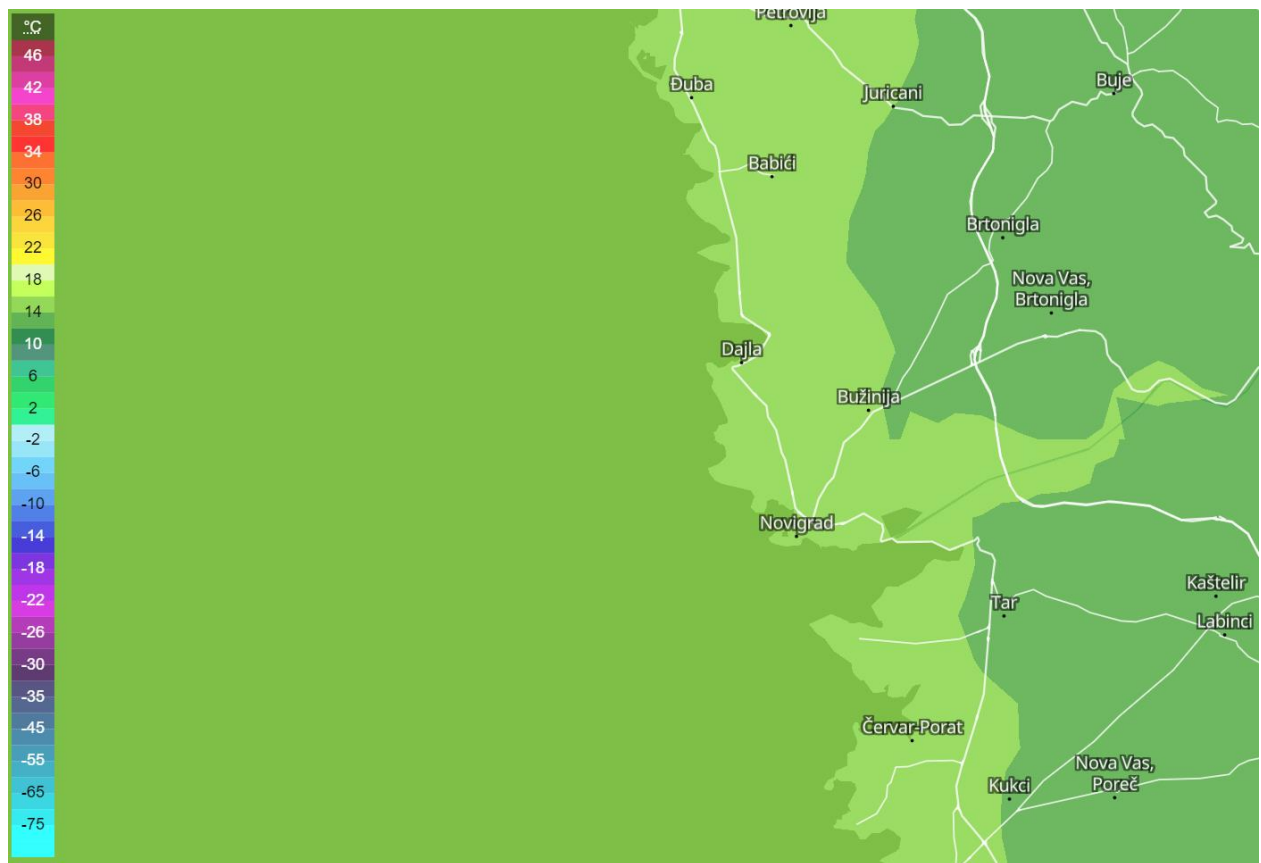 °C
46
42
38
34
30
26
22
18
14
10
6
2
-2
-6
-10
-14
-18
-22
-26
-30
-35
-45
-55
-65
-75
Petrovija
Đuba
Juricani
Buje
Babići
Brtonigla
Nova Vas,
Brtonigla
Dajla
Bužinija
Novigrad
Kaštelir
Tar
Labinci
Červar-Porat
Nova Vas,
Poreč
Kukci